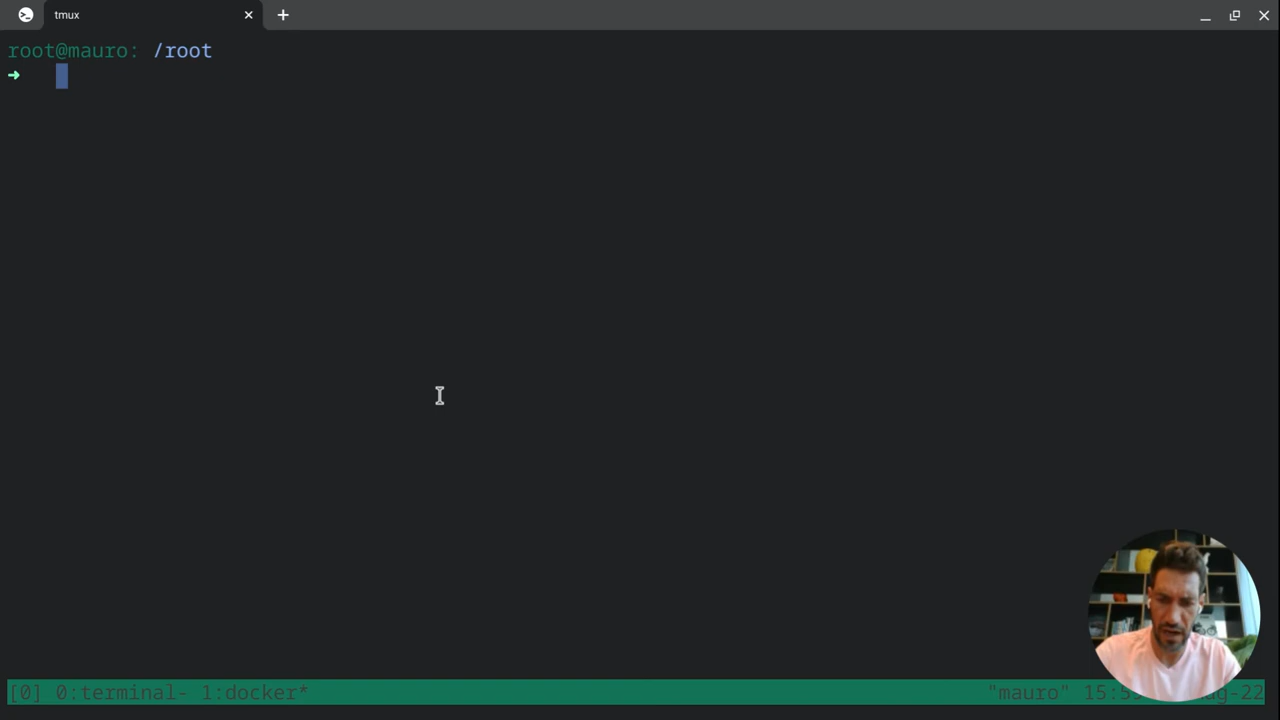 tmux
root@mauro: /root
[0] 0:terminal- 1:docker* "mauro" 15:5